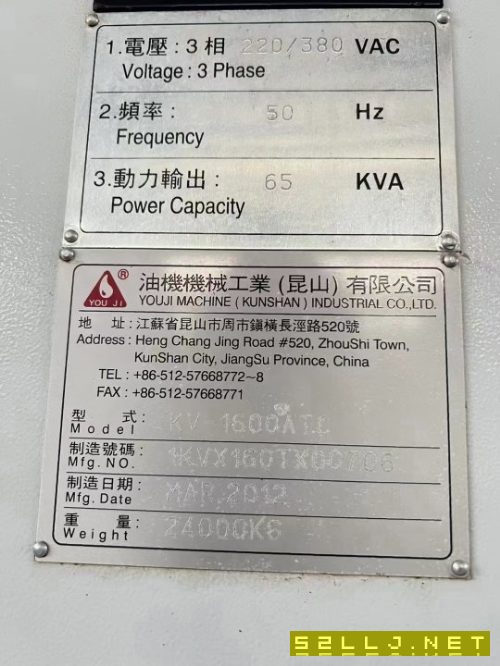 1.電壓:3相 220/380 VAC
Voltage : 3 Phase
2.頻率: 50 Hz
Frequency
3.動力輸出: 65 KVA
Power Capacity
YOU JI ®
油機機械工業(昆山)有限公司
YOUJI MACHINE ( KUNSHAN ) INDUSTRIAL CO.,LTD.
地 址:江蘇省昆山市周市鎮橫長涇路520號
Address : Heng Chang Jing Road #520, ZhouShi Town,
KunShan City, JiangSu Province, China
TEL : +86-512-57668772~8
FAX : +86-512-57668771
型 式: KV-1600ATC
Model
制造號碼:
Mfg. NO.
制造日期: MAR.2012
Mfg. Date
重 量: 24000KG
Weight
52LLJ.NET